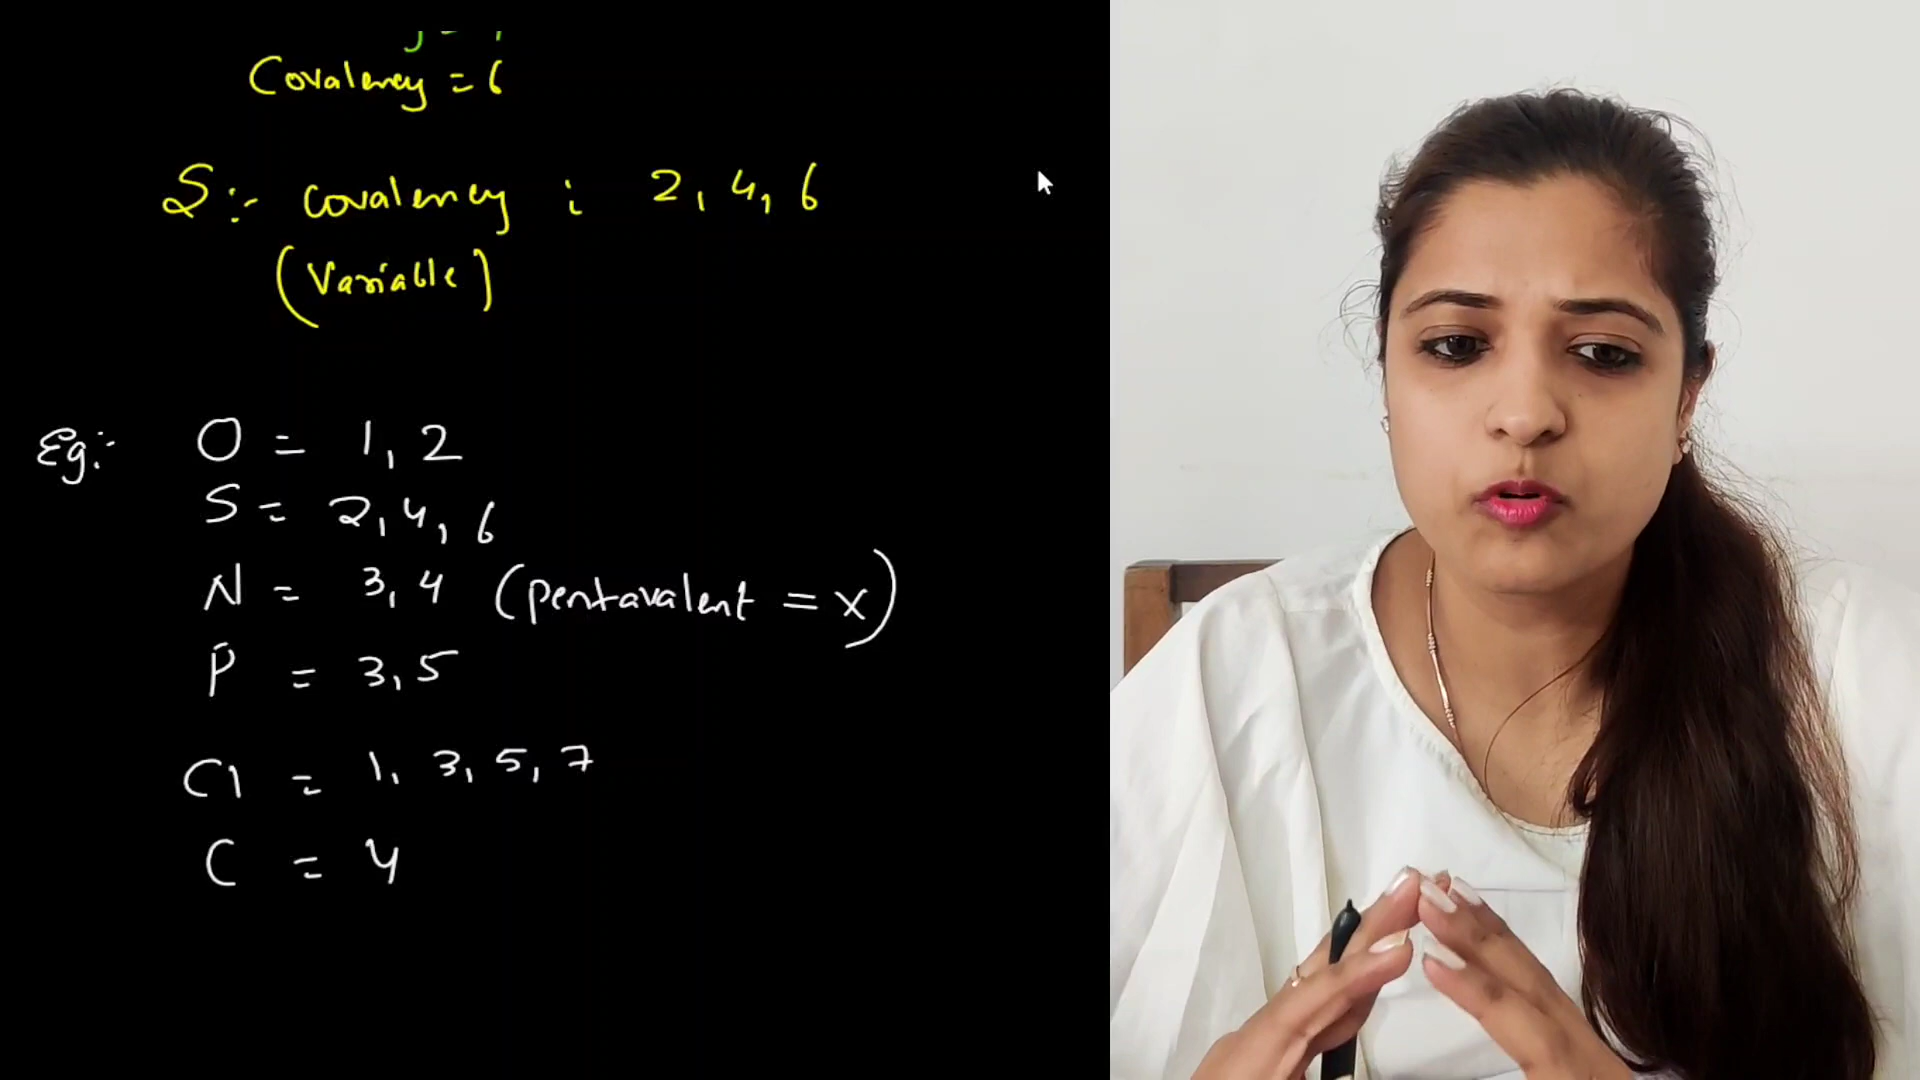 Covalency = 6
S:- covalency : 2, 4, 6
(Variable)
Eg:- O = 1, 2
S = 2, 4, 6
N = 3, 4 (pentavalent = x)
P = 3, 5
Cl = 1, 3, 5, 7
C = 4